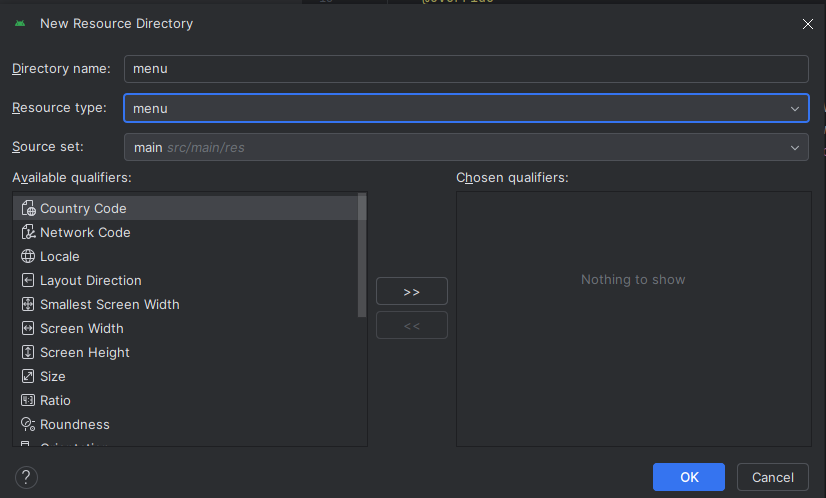 New Resource Directory
Directory name: menu
Resource type: menu
Source set: main src/main/res
Available qualifiers:
Chosen qualifiers:
Country Code
Network Code
Locale
Layout Direction
Smallest Screen Width
Screen Width
Screen Height
Size
Ratio
Roundness
>>
<<
Nothing to show
?
OK
Cancel